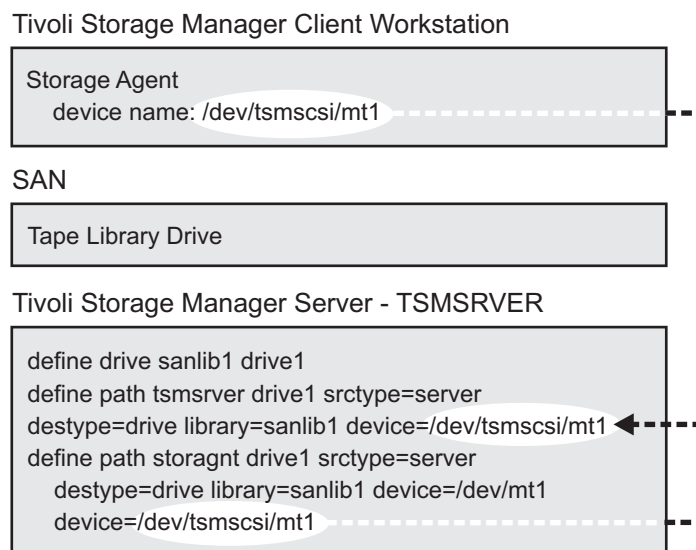 Tivoli Storage Manager Client Workstation
Storage Agent
device name: /dev/tsmscsi/mt1
SAN
Tape Library Drive
Tivoli Storage Manager Server - TSMSRVER
define drive sanlib1 drive1
define path tsmsrver drive1 srctype=server
destype=drive library=sanlib1 device=/dev/tsmscsi/mt1
define path storagnt drive1 srctype=server
destype=drive library=sanlib1 device=/dev/mt1
device=/dev/tsmscsi/mt1